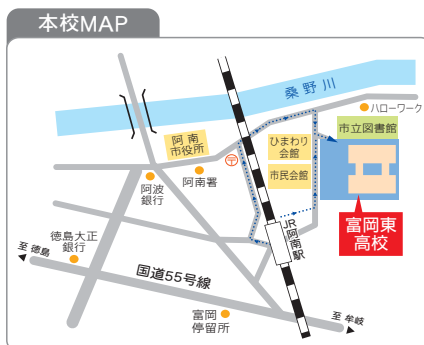 本校MAP
桑野川
ハローワーク
市立図書館
阿南
市役所
ひまわり
会館
〒
市民会館
阿波
銀行
阿南署
富岡東
高校
JR阿南駅
徳島大正
銀行
至 徳島
国道55号線
富岡
停留所
至 牟岐